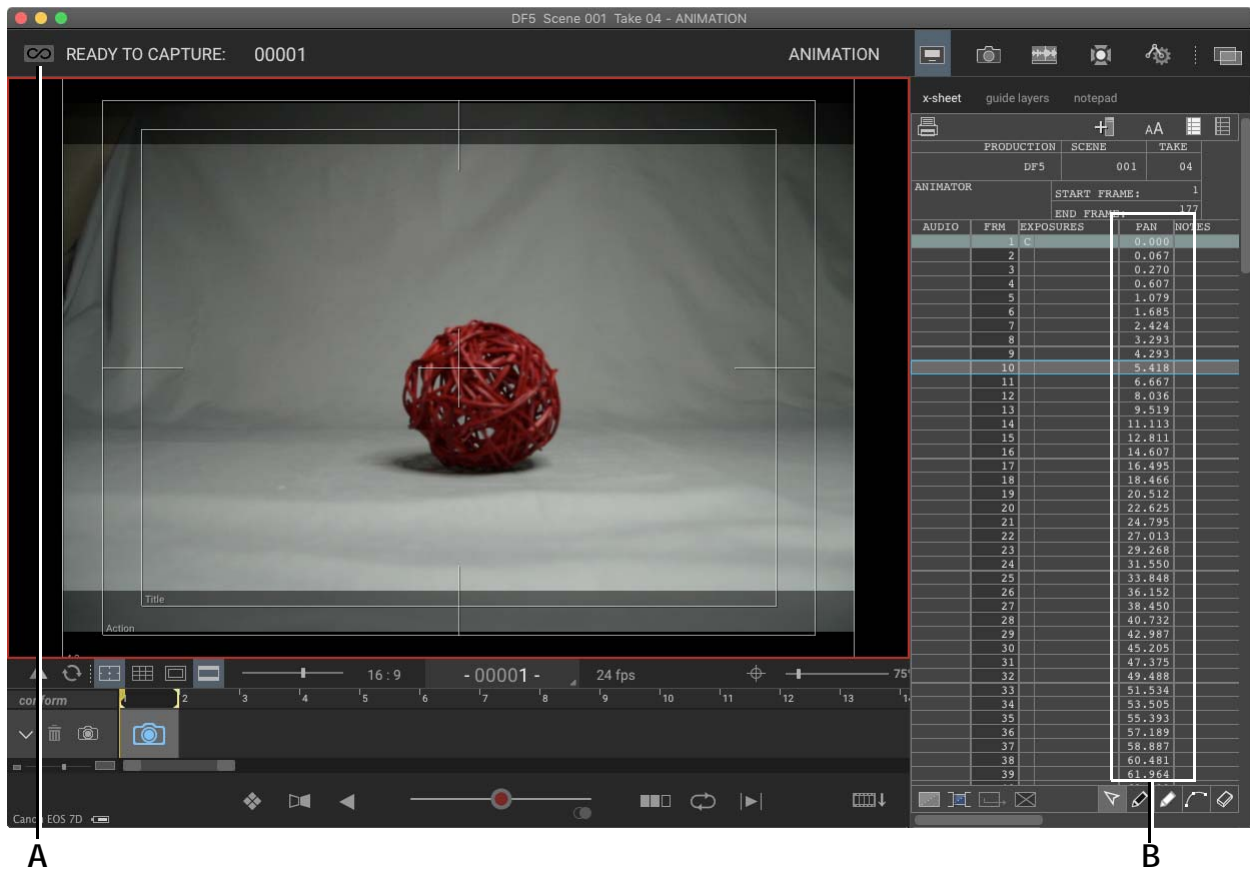 DF5 Scene 001 Take 04 - ANIMATION
READY TO CAPTURE: 00001 ANIMATION
x-sheet guide layers notepad
AA
PRODUCTION SCENE TAKE
DF5 001 04
ANIMATOR START FRAME: 1
END FRAME: 177
AUDIO FRM EXPOSURES PAN NOTES
1 C 0.000
2 0.067
3 0.270
4 0.607
5 1.079
6 1.685
7 2.424
8 3.293
9 4.293
10 5.418
11 6.667
12 8.036
13 9.519
14 11.113
15 12.811
16 14.607
17 16.495
18 18.466
19 20.512
20 22.625
21 24.795
22 27.013
23 29.268
24 31.550
25 33.848
26 36.152
27 38.450
28 40.732
29 42.987
30 45.205
31 47.375
32 49.488
33 51.534
34 53.505
35 55.393
36 57.189
37 58.887
38 60.481
39 61.964
Title
Action
16:9 - 00001 - 24 fps 75
conform 2 3 4 5 6 7 8 9 10 11 12 13
Canon EOS 7D
A B